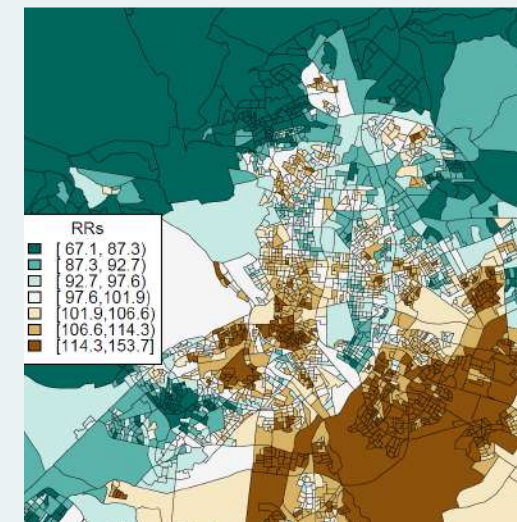 RRs
[ 67.1, 87.3)
[ 87.3, 92.7)
[ 92.7, 97.6)
[ 97.6,101.9)
[101.9,106.6)
[106.6,114.3)
[114.3,153.7]